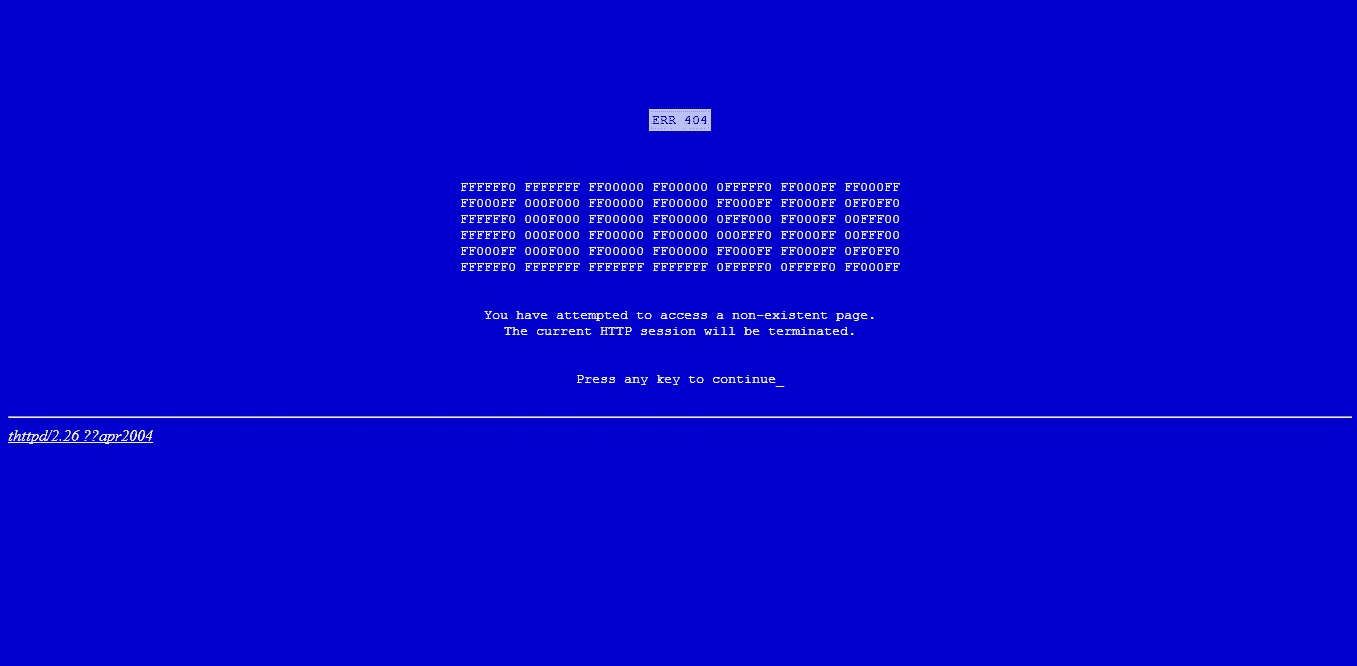 ERR 404
FFFFFF0 FFFFFFF FF00000 FF00000 0FFFFF0 FF000FF FF000FF
FF000FF 000F000 FF00000 FF00000 FF000FF FF000FF 0FF0FF0
FFFFFF0 000F000 FF00000 FF00000 0FFF000 FF000FF 00FFF00
FFFFFF0 000F000 FF00000 FF00000 000FFF0 FF000FF 00FFF00
FF000FF 000F000 FF00000 FF00000 FF000FF FF000FF 0FF0FF0
FFFFFF0 FFFFFFF FFFFFFF FFFFFFF 0FFFFF0 0FFFFF0 FF000FF
You have attempted to access a non-existent page.
The current HTTP session will be terminated.
Press any key to continue_
thttpd/2.26 ??apr2004